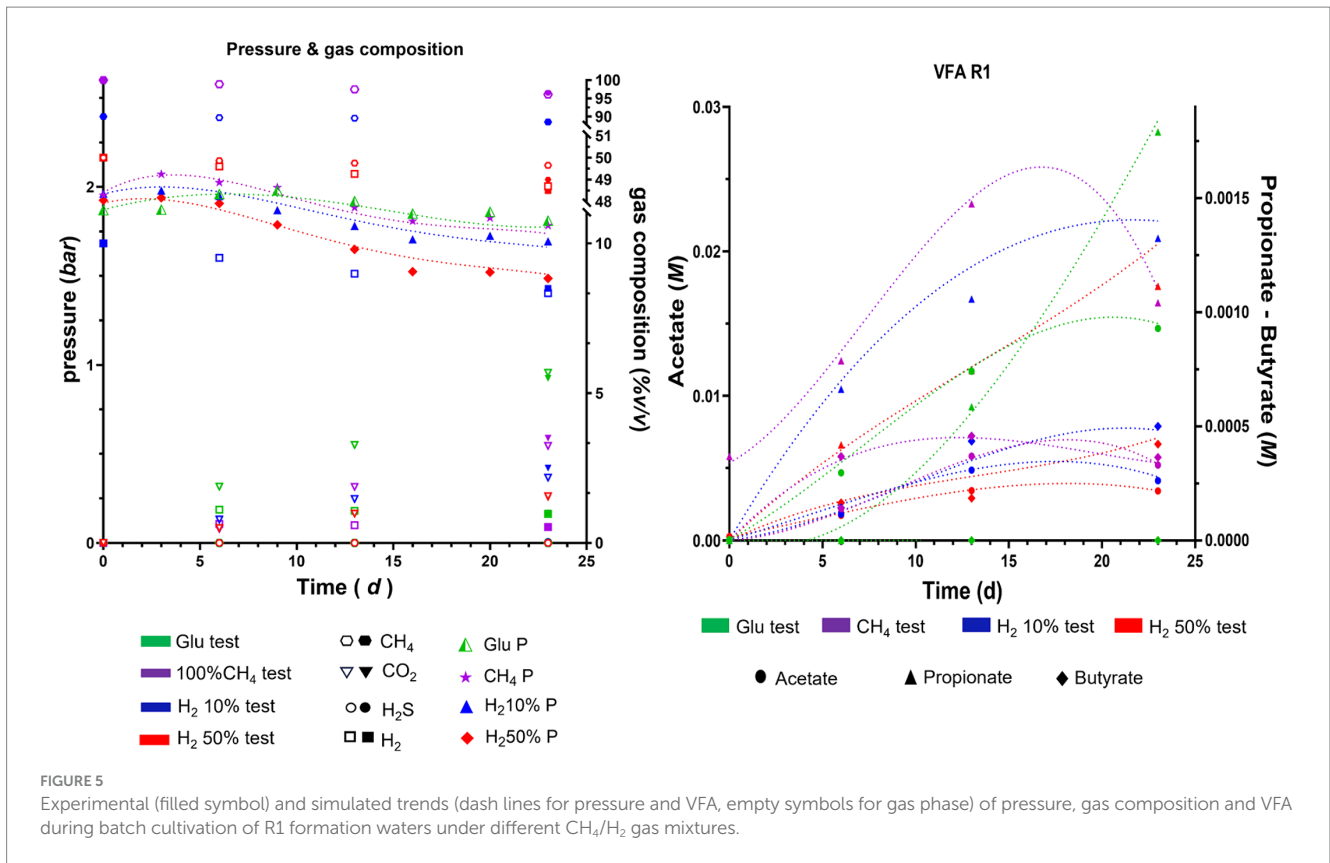 Pressure & gas composition
pressure (bar)
2
1
0
100
95
90
51
50
49
48
10
5
0
gas composition (%v/v)
0 5 10 15 20 25
Time ( d )
Glu test
100%CH₄ test
H₂ 10% test
H₂ 50% test
CH₄
CO₂
H₂S
H₂
Glu P
CH₄ P
H₂10% P
H₂50% P
VFA R1
Acetate (M)
0.03
0.02
0.01
0.00
0.0015
0.0010
0.0005
0.0000
Propionate - Butyrate (M)
0 5 10 15 20 25
Time (d)
Glu test CH₄ test H₂ 10% test H₂ 50% test
Acetate Propionate Butyrate
FIGURE 5
Experimental (filled symbol) and simulated trends (dash lines for pressure and VFA, empty symbols for gas phase) of pressure, gas composition and VFA
during batch cultivation of R1 formation waters under different CH₄/H₂ gas mixtures.